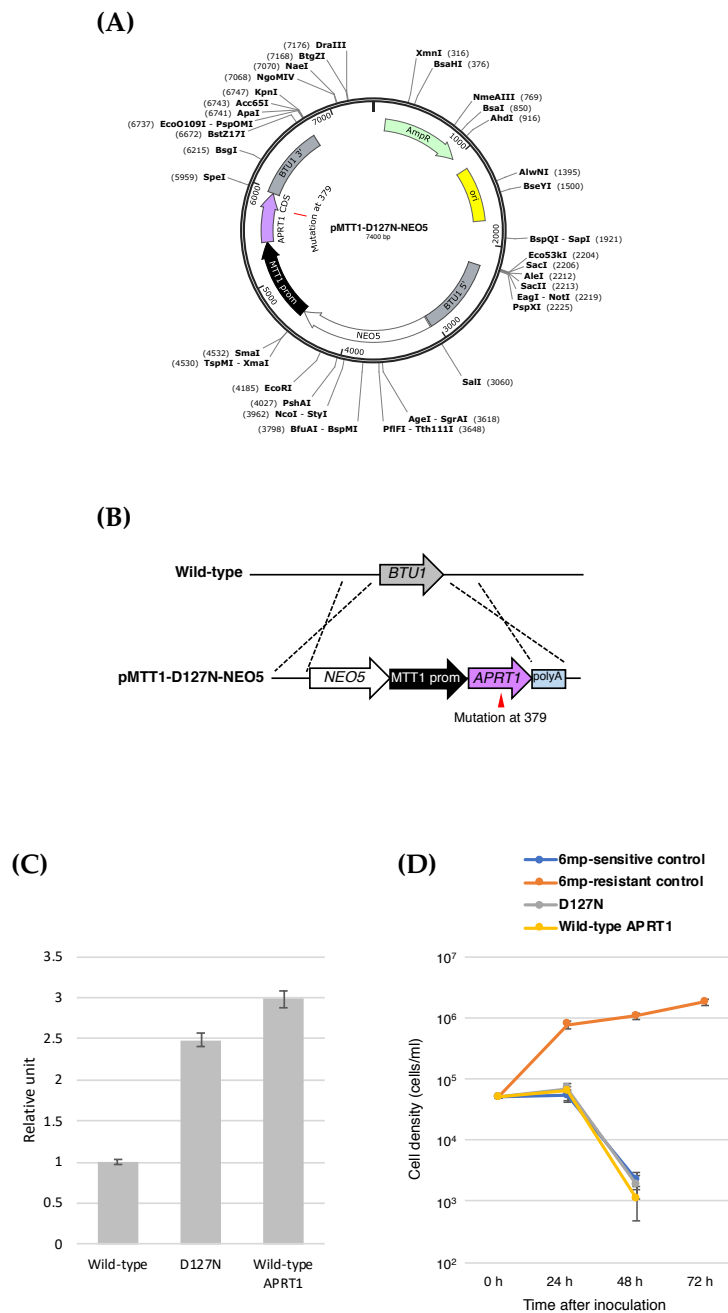 (A)
(7176) DraIII
(7168) BtgZI
(7070) NaeI
(7068) NgoMIV
(6747) KpnI
(6743) Acc65I
(6741) ApaI
(6737) EcoO109I - PspOMI
(6672) BstZ17I
(6215) BsgI
(5959) SpeI
XmnI (316)
BsaHI (376)
NmeAIII (769)
BsaI (850)
AhdI (916)
AlwNI (1395)
BseYI (1500)
BspQI - SapI (1921)
Eco53kI (2204)
SacI (2206)
AleI (2212)
SacII (2213)
EagI - NotI (2219)
PspXI (2225)
SalI (3060)
AgeI - SgrAI (3618)
PflFI - Tth111I (3648)
(4532) SmaI
(4530) TspMI - XmaI
(4185) EcoRI
(4027) PshAI
(3962) NcoI - StyI
(3798) BfuAI - BspMI
1000
2000
3000
4000
5000
6000
7000
AmpR
ori
BTU1 5'
NEO5
MTT1 prom
APRT1 CDS
BTU1 3'
Mutation at 379
pMTT1-D127N-NEO5
7400 bp
(B)
Wild-type
BTU1
pMTT1-D127N-NEO5
NEO5
MTT1 prom
APRT1
polyA
Mutation at 379
(C)
Relative unit
3.5
3
2.5
2
1.5
1
0.5
0
Wild-type
D127N
Wild-type
APRT1
(D)
6mp-sensitive control
6mp-resistant control
D127N
Wild-type APRT1
Cell density (cells/ml)
10⁷
10⁶
10⁵
10⁴
10³
10²
0 h
24 h
48 h
72 h
Time after inoculation